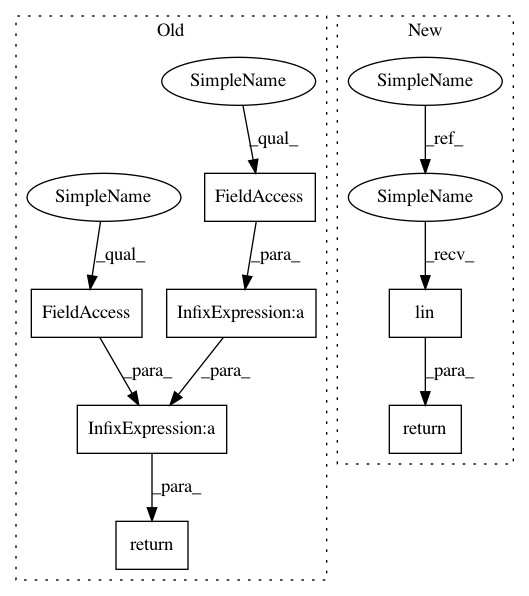 Old
New
SimpleName
SimpleName
_qual_
_ref_
SimpleName
FieldAccess
SimpleName
_qual_
_para_
_recv_
FieldAccess
InfixExpression:a
lin
_para_
_para_
_para_
InfixExpression:a
return
_para_
return